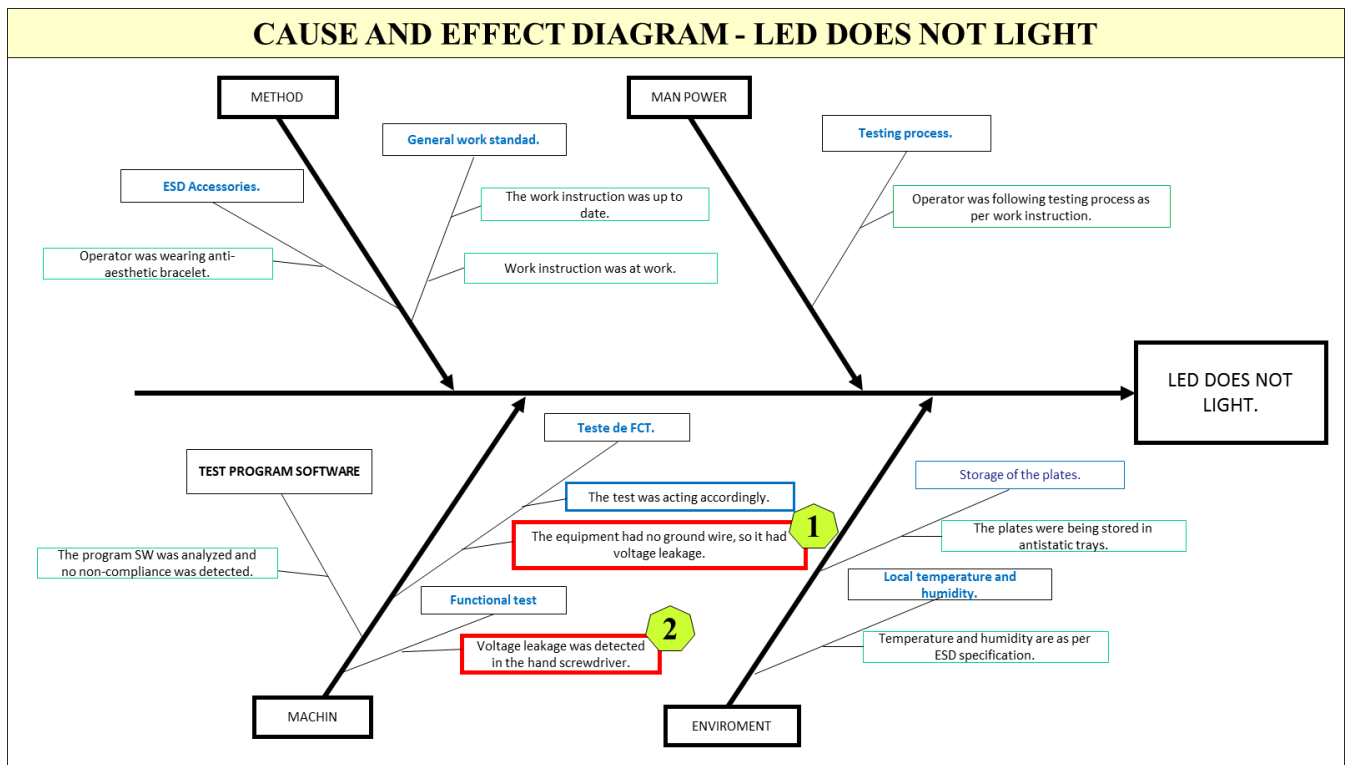 CAUSE AND EFFECT DIAGRAM - LED DOES NOT LIGHT
METHOD
MAN POWER
General work standad.
Testing process.
ESD Accessories.
The work instruction was up to
date.
Operator was following testing process as
per work instruction.
Operator was wearing anti-
aesthetic bracelet.
Work instruction was at work.
LED DOES NOT
LIGHT.
Teste de FCT.
TEST PROGRAM SOFTWARE
Storage of the plates.
The test was acting accordingly.
1
The equipment had no ground wire, so it had
voltage leakage.
The plates were being stored in
antistatic trays.
The program SW was analyzed and
no non-compliance was detected.
Local temperature and
humidity.
Functional test
2
Voltage leakage was detected
in the hand screwdriver.
Temperature and humidity are as per
ESD specification.
MACHIN
ENVIROMENT